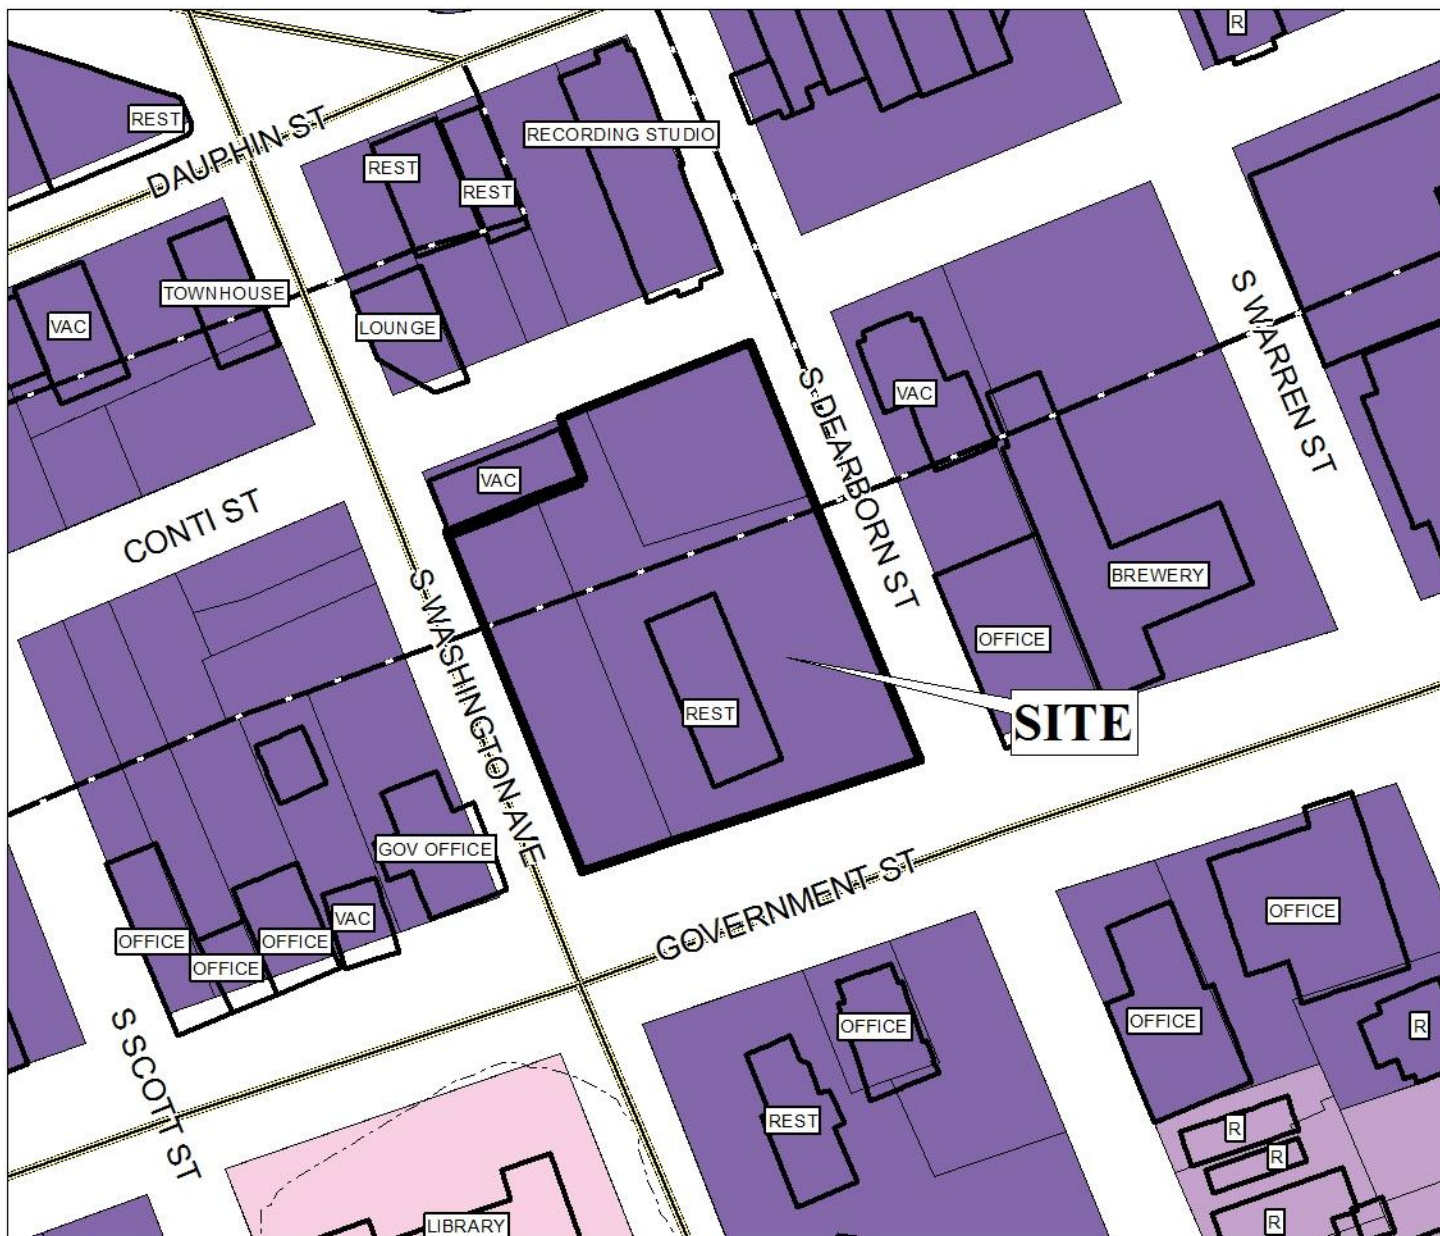 R
REST
DAUPHIN ST
RECORDING STUDIO
REST
REST
TOWNHOUSE
VAC
LOUNGE
S WARREN ST
VAC
S DEARBORN ST
VAC
CONTI ST
BREWERY
S WASHINGTON AVE
OFFICE
REST
SITE
GOV OFFICE
VAC
OFFICE
OFFICE
OFFICE
GOVERNMENT ST
OFFICE
OFFICE
OFFICE
R
S SCOTT ST
REST
R
R
R
LIBRARY